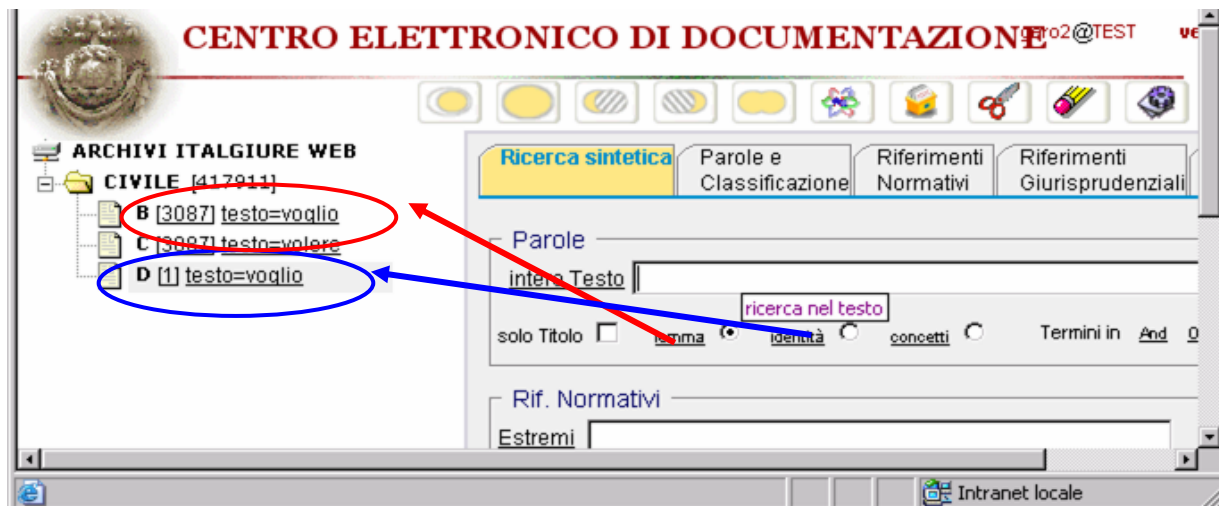 CENTRO ELETTRONICO DI DOCUMENTAZIONE
@TEST
ARCHIVI ITALGIURE WEB
CIVILE [417911]
B [3087] testo=voglio
C [3087] testo=volere
D [1] testo=voglio
Ricerca sintetica
Parole e Classificazione
Riferimenti Normativi
Riferimenti Giurisprudenziali
Parole
intero Testo
ricerca nel testo
solo Titolo lemma identità concetti Termini in And
Rif. Normativi
Estremi
Intranet locale